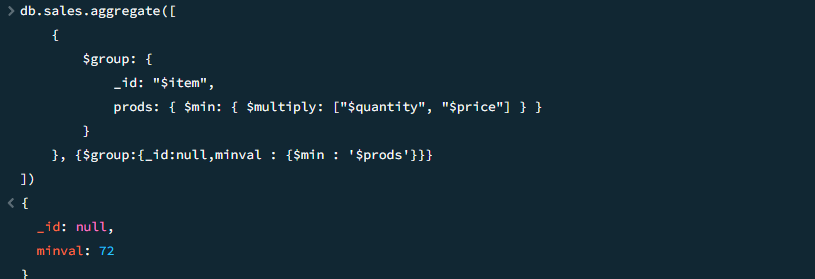 > db.sales.aggregate([
{
$group: {
_id: "$item",
prods: { $min: { $multiply: ["$quantity", "$price"] } }
}
}, {$group:{_id:null,minval : {$min : '$prods'}}}
])
< {
_id: null,
minval: 72
}